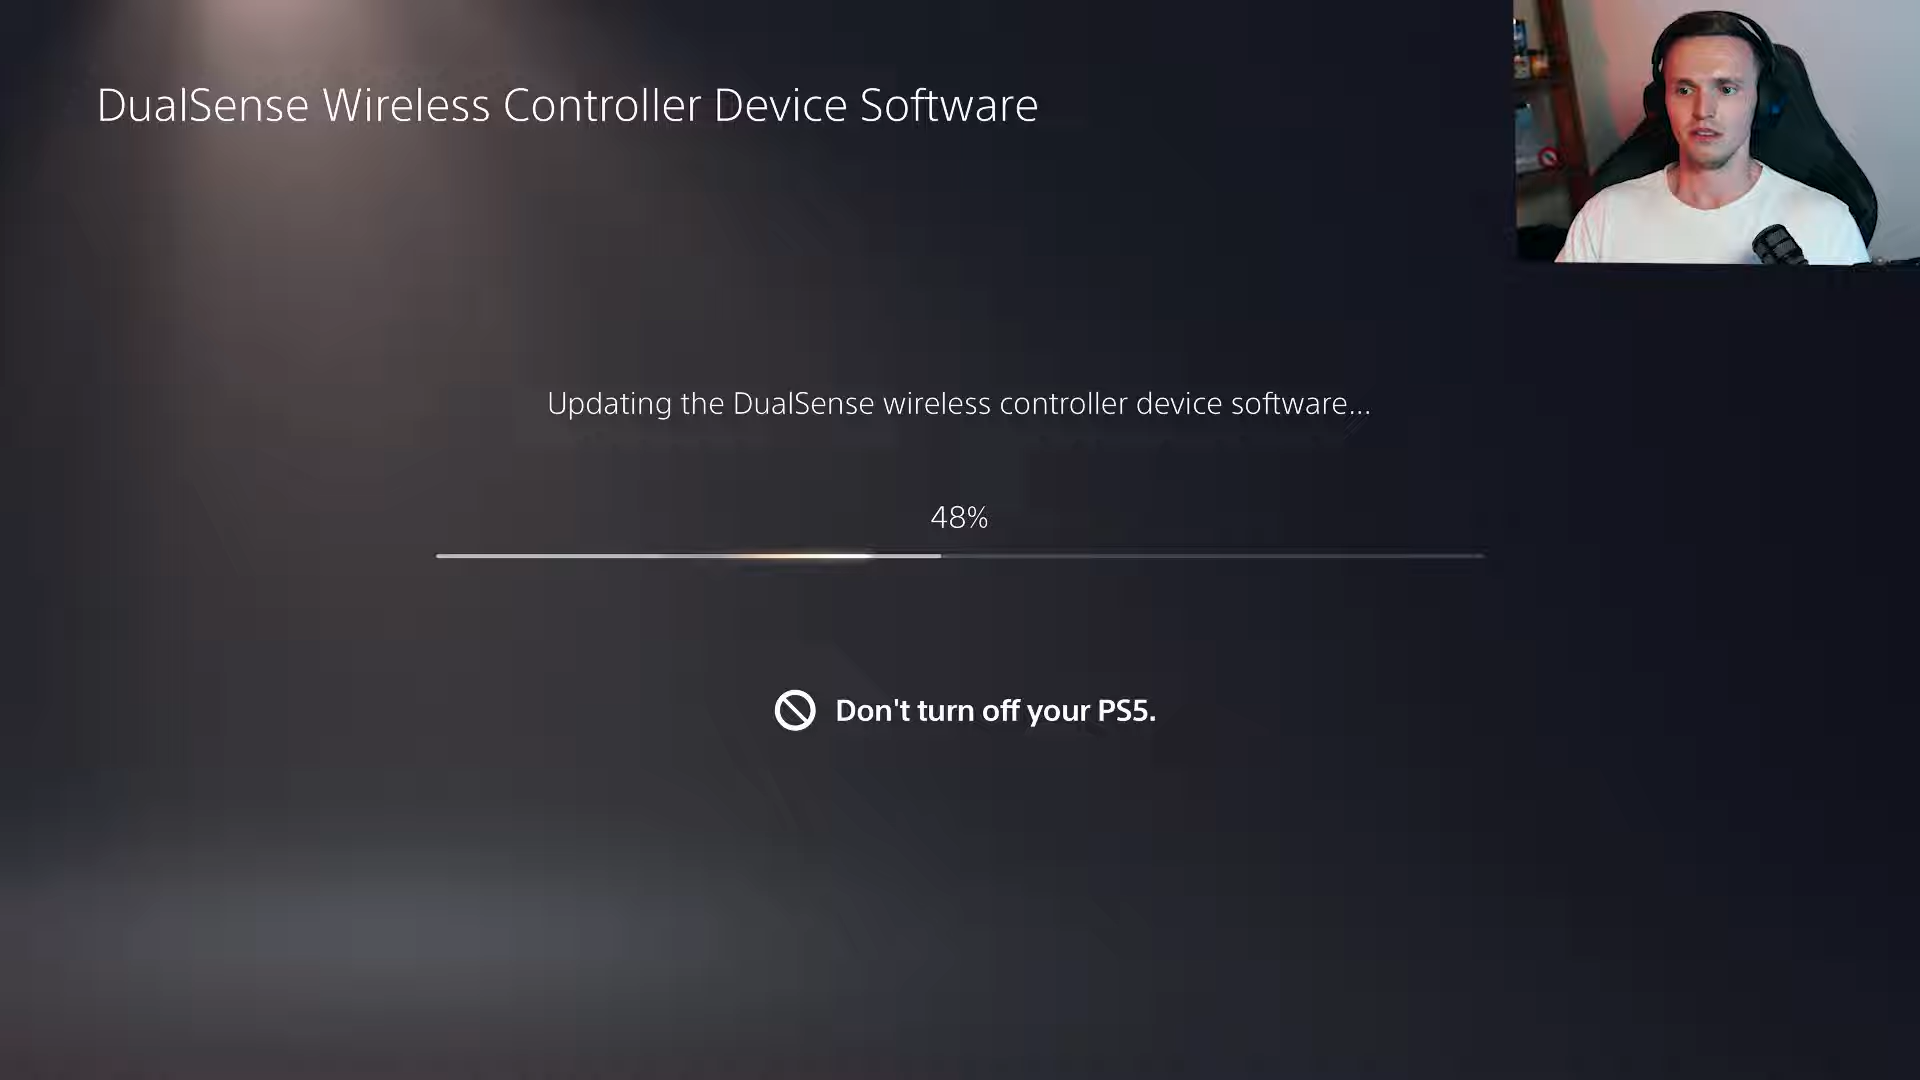 DualSense Wireless Controller Device Software
Updating the DualSense wireless controller device software...
48%
Don't turn off your PS5.